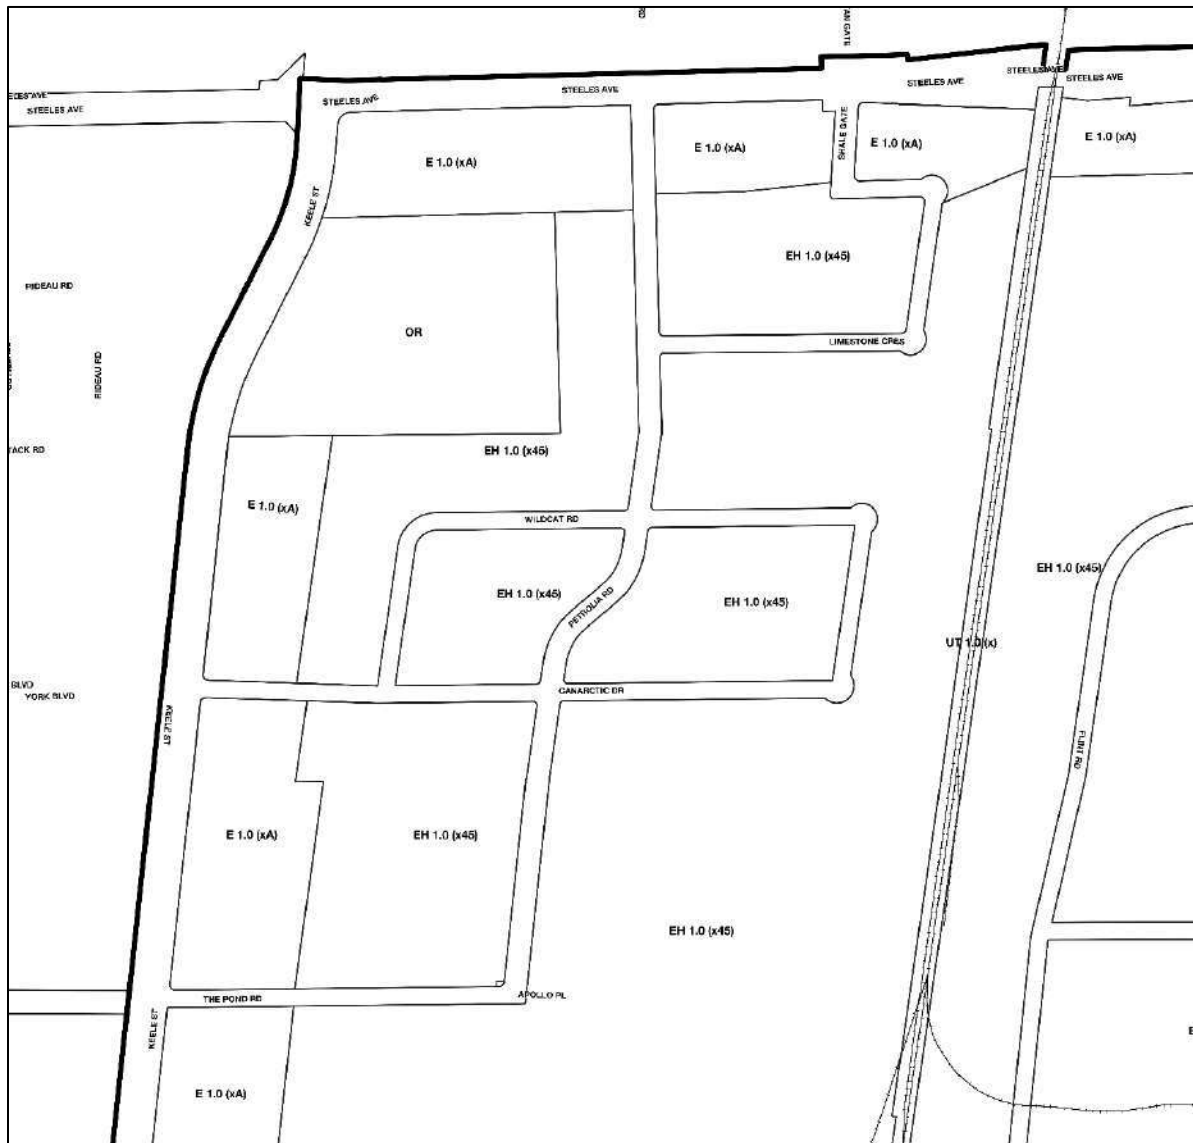 RD
AN GATE
STEELES AVE
STEELES AVE
STEELES AVE
STEELES AVE
STEELES AVE
STEELES AVE
STEELES AVE
E 1.0 (xA)
E 1.0 (xA)
SHALE GATE
E 1.0 (xA)
E 1.0 (xA)
KEELE ST
EH 1.0 (x45)
RIDEAU RD
OR
LIMESTONE CRES
RIDEAU RD
TACK RD
EH 1.0 (x45)
E 1.0 (xA)
WILDCAT RD
EH 1.0 (x45)
EH 1.0 (x45)
PETROLIA RD
EH 1.0 (x45)
UT 1.0 (x)
BLVD
YORK BLVD
CANARCTIC DR
KEELE ST
FLINT RD
E 1.0 (xA)
EH 1.0 (x45)
EH 1.0 (x45)
THE POND RD
APOLLO PL
KEELE ST
E
E 1.0 (xA)